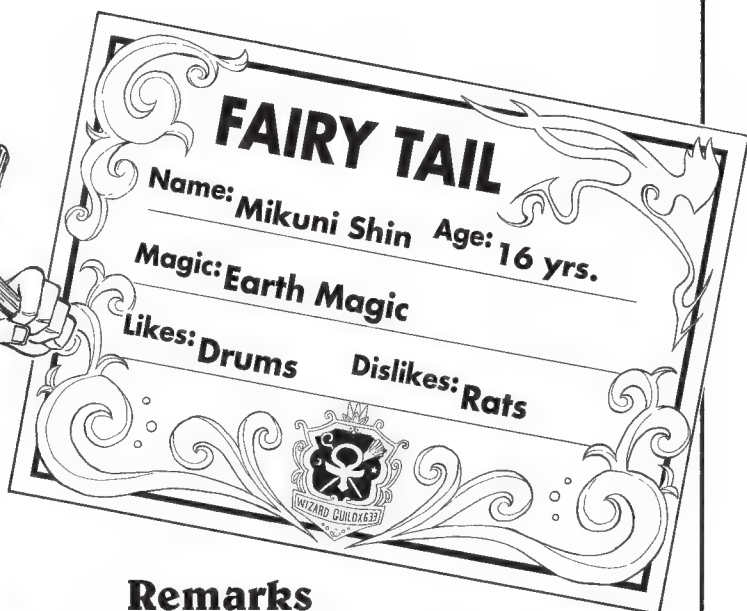 FAIRY TAIL
Name: Mikuni Shin Age: 16 yrs.
Magic: Earth Magic
Likes: Drums Dislikes: Rats
WIZARD GUILDX633
Remarks